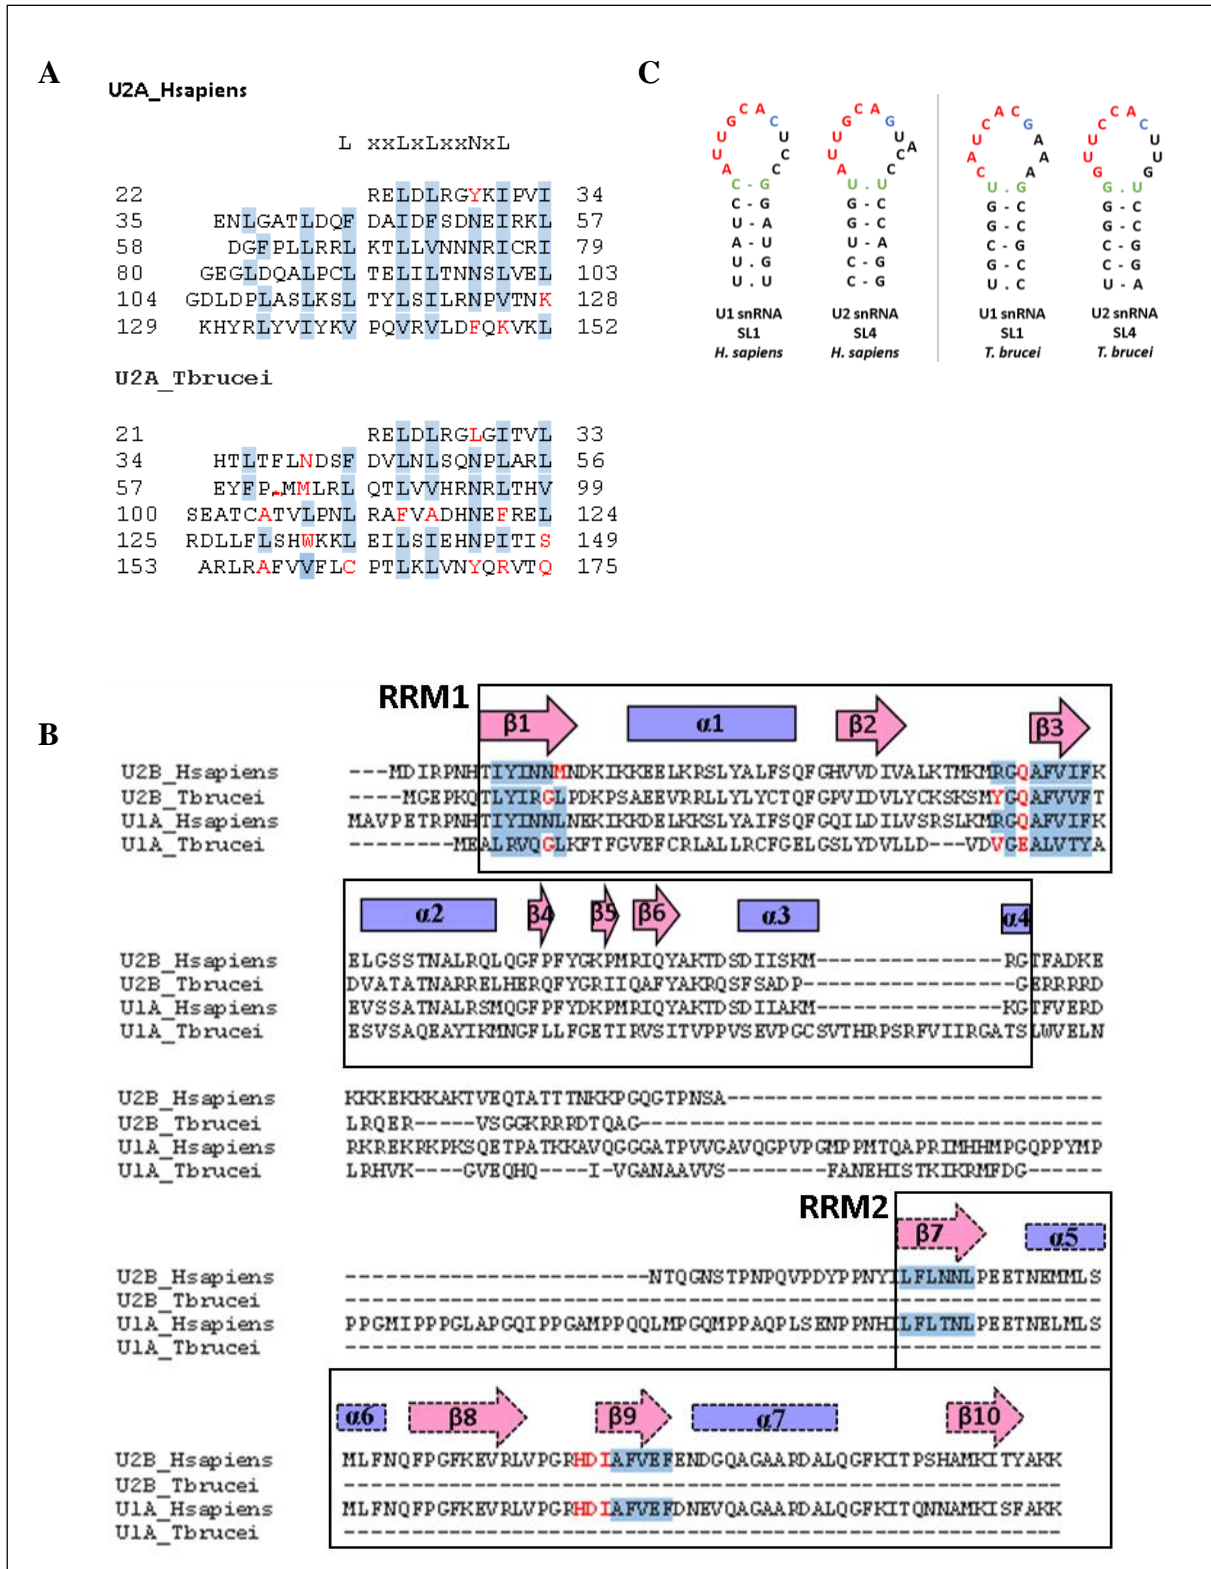 A
C
U2A_Hsapiens
L xxLxLxxNxL
22 RELDLRGYKIPVI 34
35 ENLGATLDQF DAIDFSDNEIRKL 57
58 DGFPLLRRL KTLLVNNNRICRI 79
80 GEGLDQALPCL TELILTNNSLVEL 103
104 GDLDPLASLKSL TYLSILRNPVTNK 128
129 KHYRLYVIYKV PQVRVLDFQKVKL 152
U2A_Tbrucei
21 RELDLRGLGITVL 33
34 HTLTFLNDSF DVLNLSQNPLARL 56
57 EYFP MMLRL QTLVVHRNRLTHV 99
100 SEATCATVLPNL RAFVADHNEFREL 124
125 RDLLFLSHWKKL EILSIEHNPITIS 149
153 ARLRAFVVFLC PTLKLVNYQRVTQ 175
A U U G C A C U C C
C - G
C - G
U - A
A - U
U . G
U . U
U1 snRNA
SL1
H. sapiens
A U U G C A G U A C C
U . U
G - C
G - C
U - A
C - G
C - G
U2 snRNA
SL4
H. sapiens
C A U C A C G A A A
U . G
G - C
G - C
C - G
G - C
U . C
U1 snRNA
SL1
T. brucei
G U U C C A C U U G
G . U
G - C
G - C
C - G
C - G
U - A
U2 snRNA
SL4
T. brucei
B
RRM1
β1 α1 β2 β3
U2B_Hsapiens ---MDIRPNHTIYINNMNDKIKKEELKRSLYALFSQFGHVVDIVALKTMKMRGQAFVIFK
U2B_Tbrucei ----MGEPKQTLYIRGLPDKPSAEEVRRLLYLYCTQFGPVIDVLYCKSKSMYGQAFVVFT
U1A_Hsapiens MAVPETRPNHTIYINNLNEKIKKDELKKSLYAIFSQFGQILDILVSRSLKMRGQAFVIFK
U1A_Tbrucei --------MEALRVQGLKFTFGVEFCRLALLRCFGELGSLYDVLLD---VDVGEALVTYA
α2 β4 β5 β6 α3 α4
U2B_Hsapiens ELGSSTNALRQLQGFPFYGKPMRIQYAKTDSDIISKM--------------RGTFADKE
U2B_Tbrucei DVATATNARRELHERQFYGRIIQAFYAKRQSFSADP----------------GERRRRD
U1A_Hsapiens EVSSATNALRSMQGFPFYDKPMRIQYAKTDSDIIAKM--------------KGTFVERD
U1A_Tbrucei ESVSAQEAYIKMNGFLLFGETIRVSITVPPVSEVPGCSVTHRPSRFVIIRGATSLWVELN
U2B_Hsapiens KKKEKKKAKTVEQTATTTNKKPGQGTPNSA------------------------------
U2B_Tbrucei LRQER-----VSGGKRRRDTQAG-------------------------------------
U1A_Hsapiens RKREKRKPKSQETPATKKAVQGGGATPVVGAVQGPVPGMPPMTQAPRIMHHMPGQPPYMP
U1A_Tbrucei LRHVK----GVEQHQ----I-VGANAAVVS--------FANEHISTKIKRMFDG------
RRM2
β7 α5
U2B_Hsapiens ------------------------NTQGNSTPNPQVPDYPPNYILFLNNLPEETNEMMLS
U2B_Tbrucei ------------------------------------------------------------
U1A_Hsapiens PPGMIPPPGLAPGQIPPGAMPPQQLMPGQMPPAQPLSENPPNHILFLTNLPEETNELMLS
U1A_Tbrucei ------------------------------------------------------------
α6 β8 β9 α7 β10
U2B_Hsapiens MLFNQFPGFKEVRLVPGRHDIAFVEFENDGQAGAARDALQGFKITPSHAMKITYAKK
U2B_Tbrucei ---------------------------------------------------------
U1A_Hsapiens MLFNQFPGFKEVRLVPGRHDIAFVEFDNEVQAGAARDALQGFKITQNNAMKISFAKK
U1A_Tbrucei ---------------------------------------------------------